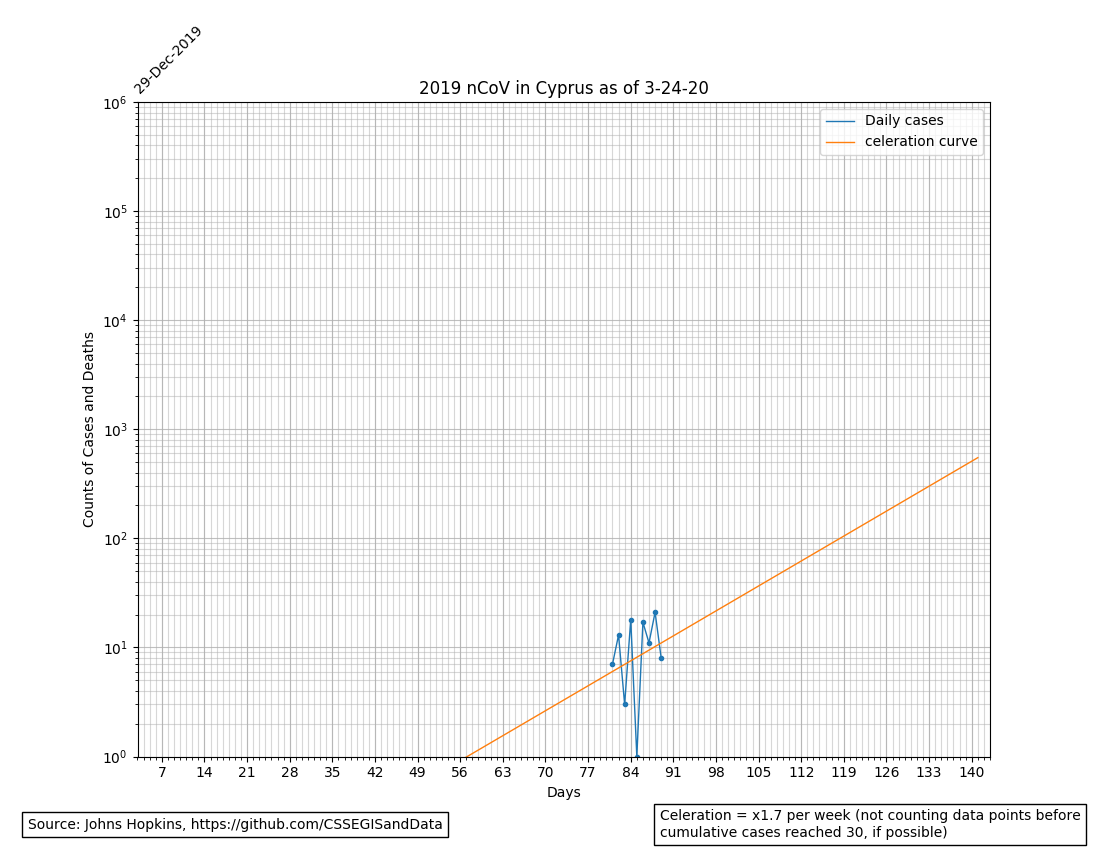 29-Dec-2019
2019 nCoV in Cyprus as of 3-24-20
Daily cases
celeration curve
Counts of Cases and Deaths
10^6
10^5
10^4
10^3
10^2
10^1
10^0
7 14 21 28 35 42 49 56 63 70 77 84 91 98 105 112 119 126 133 140
Days
Source: Johns Hopkins, https://github.com/CSSEGISandData
Celeration = x1.7 per week (not counting data points before
cumulative cases reached 30, if possible)